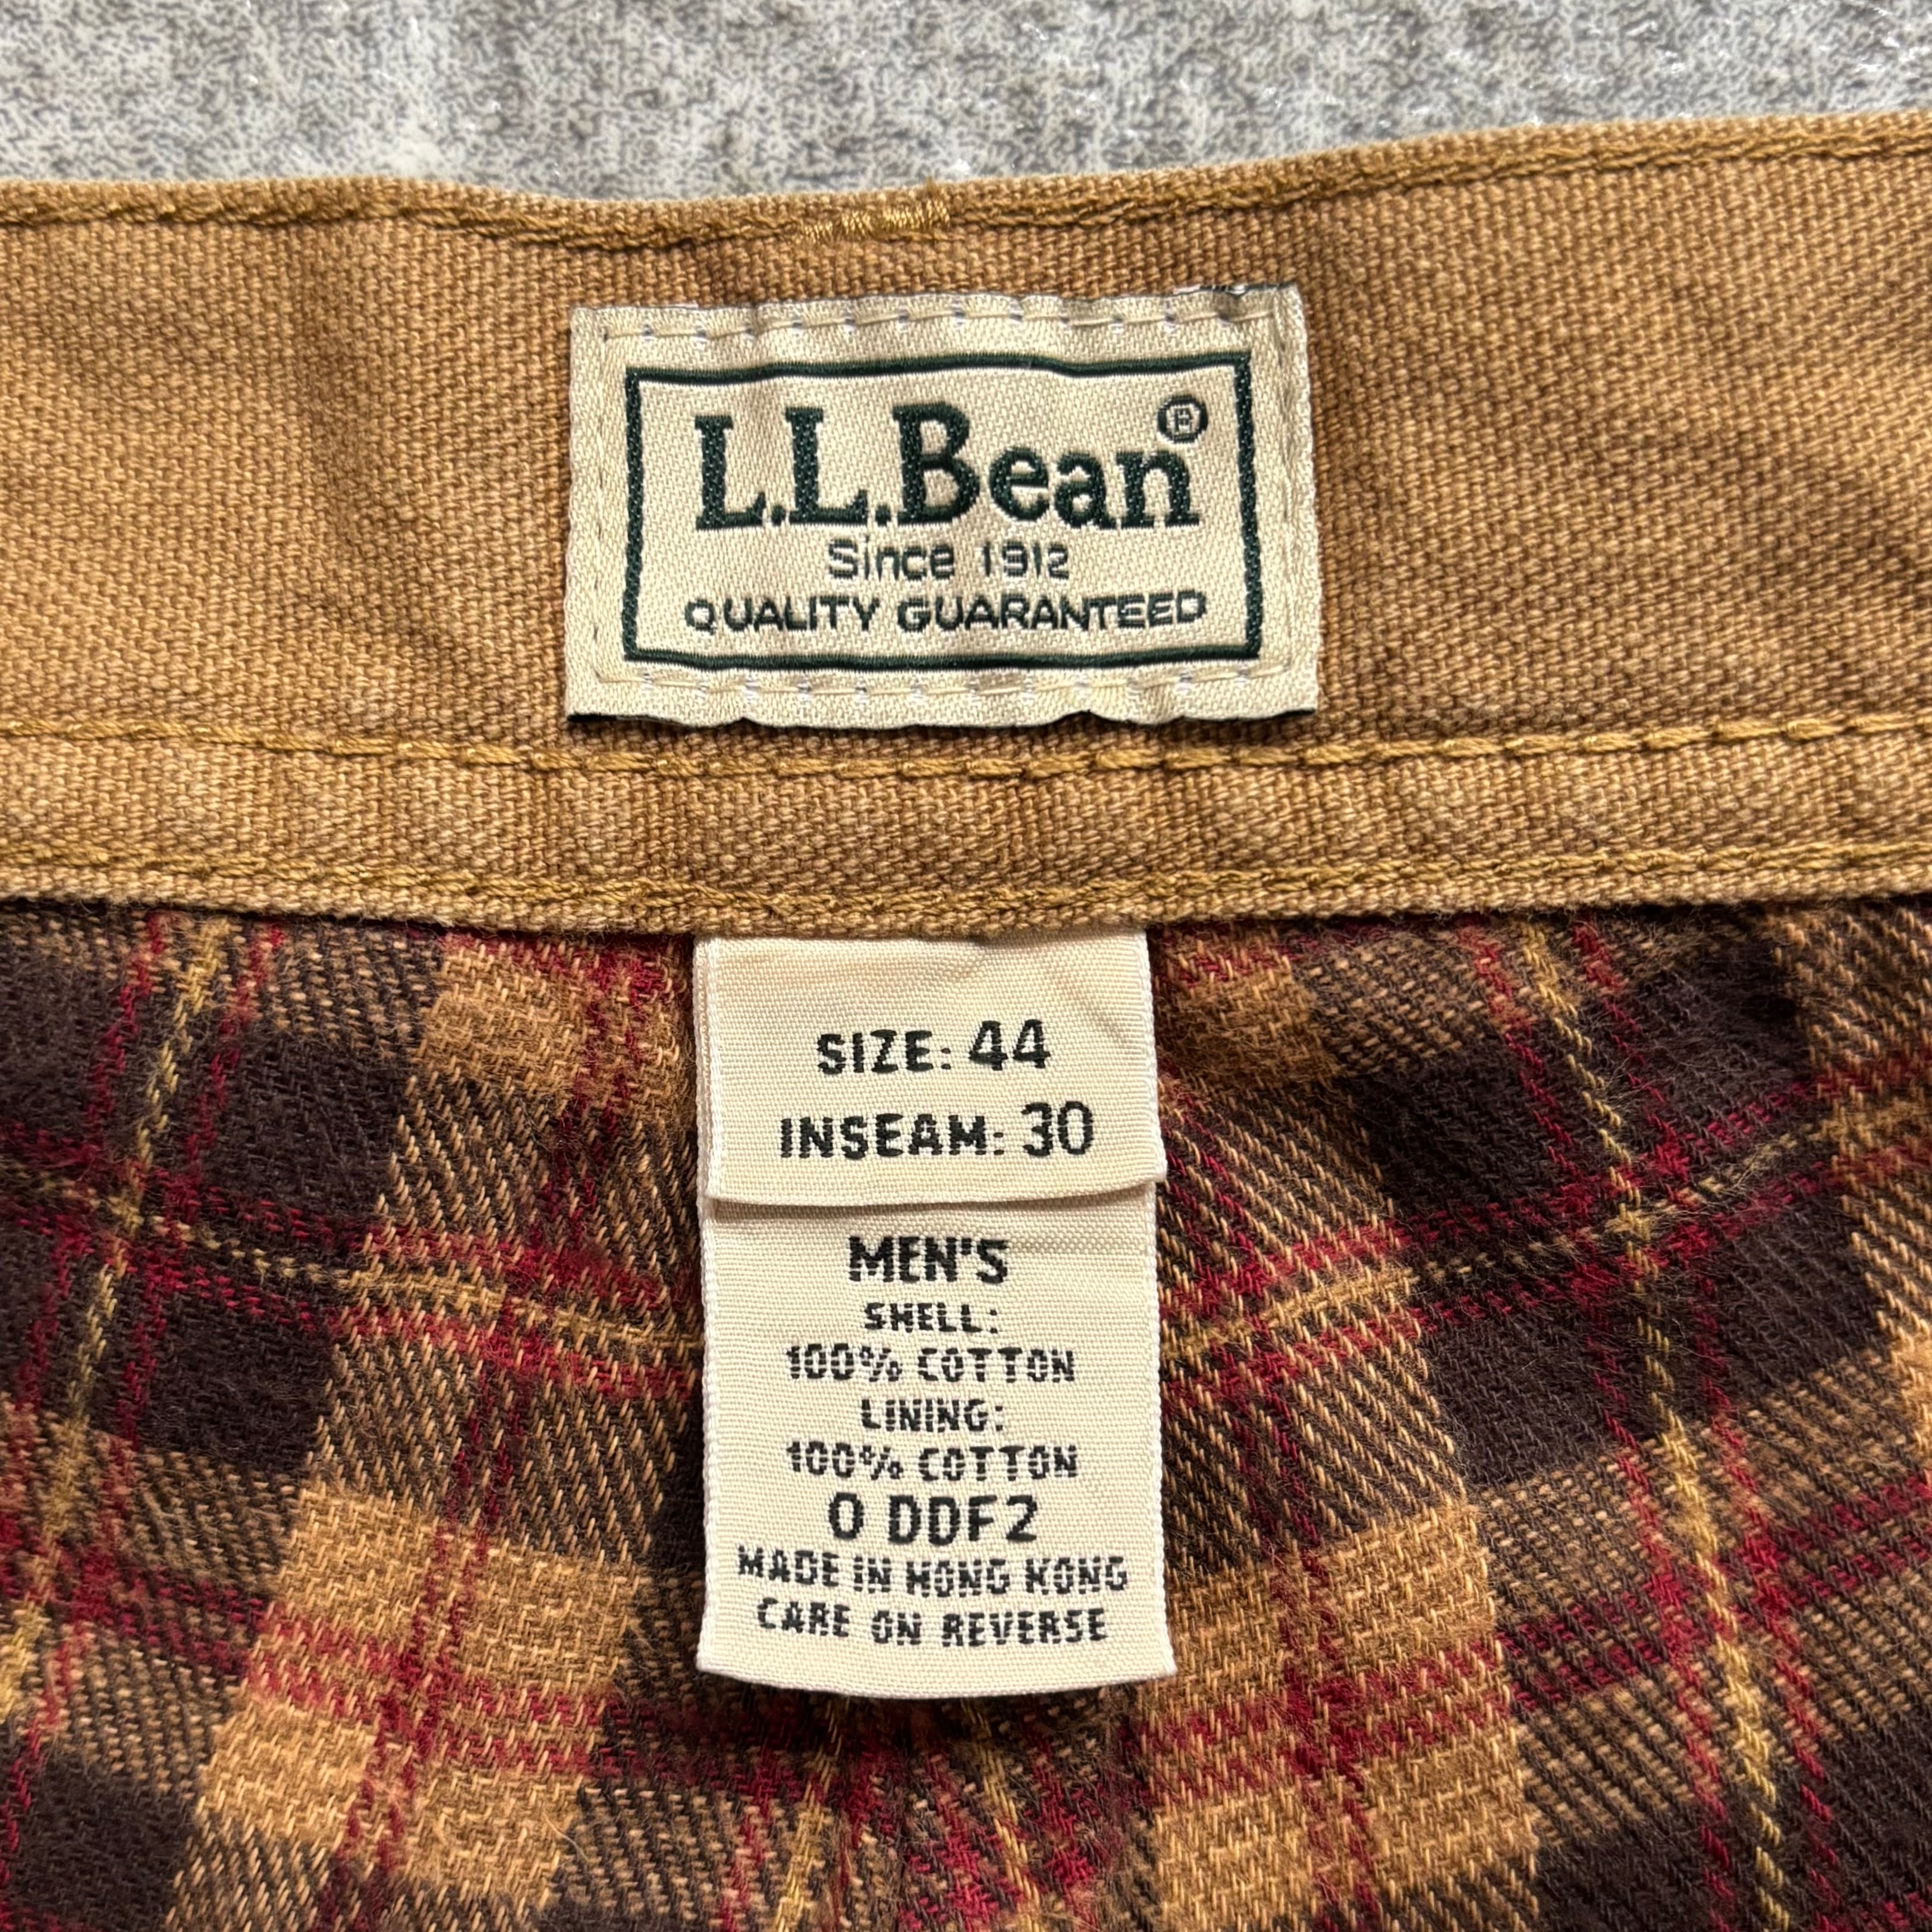 L.L.Bean®
Since 1912
QUALITY GUARANTEED
SIZE: 44
INSEAM: 30
MEN'S
SHELL:
100% COTTON
LINING:
100% COTTON
0 DDF2
MADE IN HONG KONG
CARE ON REVERSE